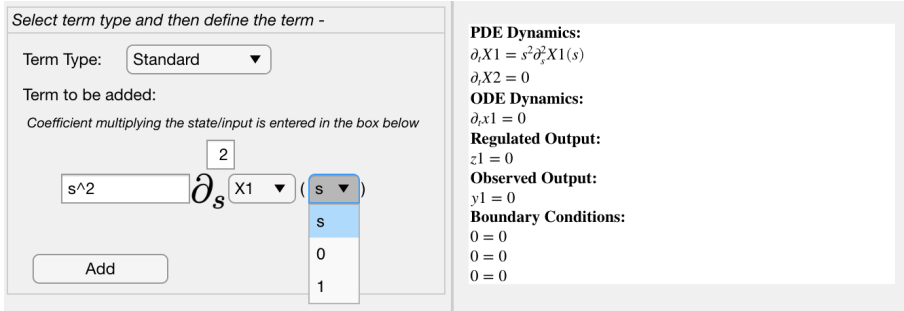 Select term type and then define the term -
Term Type: Standard
Term to be added:
Coefficient multiplying the state/input is entered in the box below
2
s^2 ∂s X1 ( s )
s
0
1
Add
PDE Dynamics:
∂ₜX1 = s²∂ₛ²X1(s)
∂ₜX2 = 0
ODE Dynamics:
∂ₜx1 = 0
Regulated Output:
z1 = 0
Observed Output:
y1 = 0
Boundary Conditions:
0 = 0
0 = 0
0 = 0